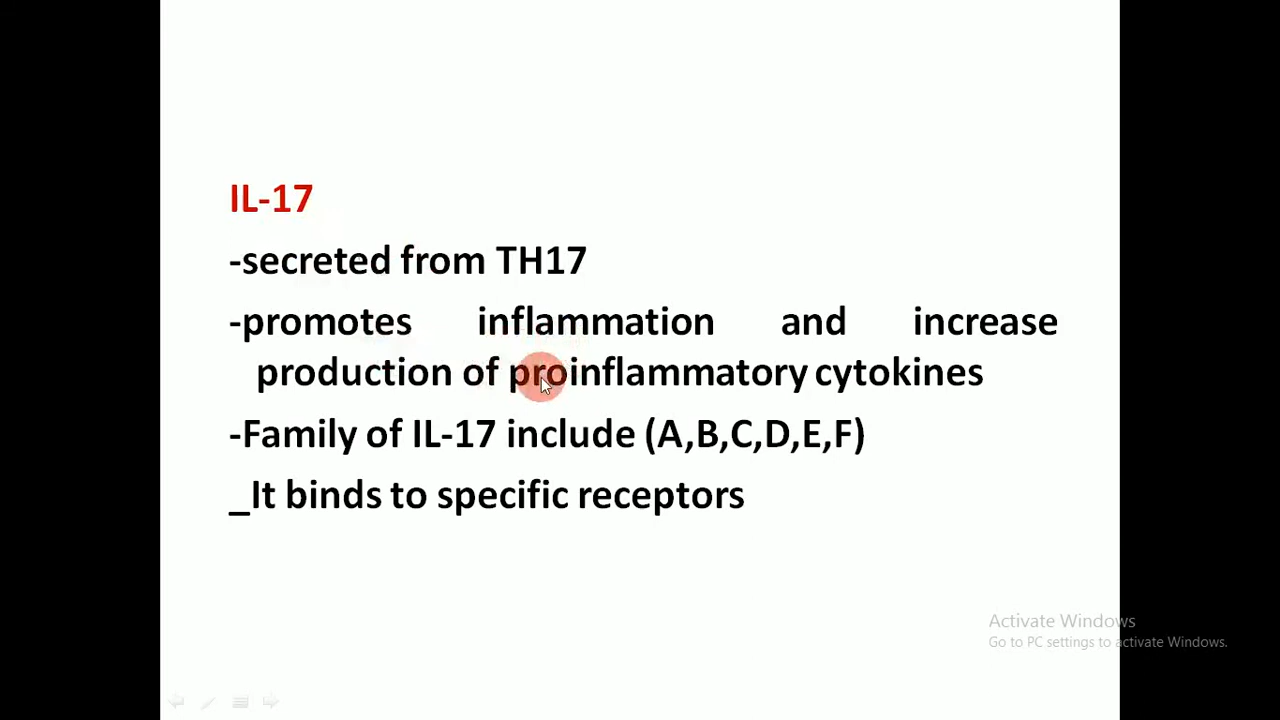 IL-17
-secreted from TH17
-promotes inflammation and increase
production of proinflammatory cytokines
-Family of IL-17 include (A,B,C,D,E,F)
_It binds to specific receptors
Activate Windows
Go to PC settings to activate Windows.